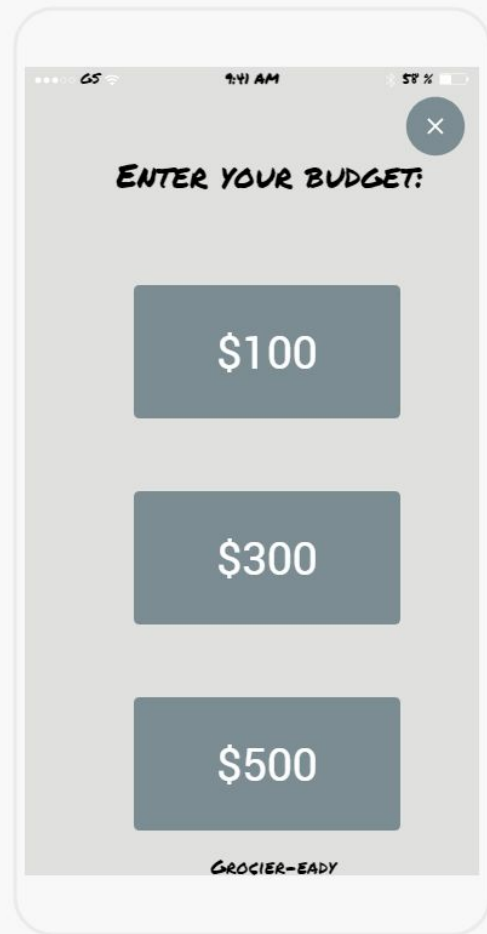 GS 9:41 AM 58 %
ENTER YOUR BUDGET:
$100
$300
$500
GROCIER-EADY